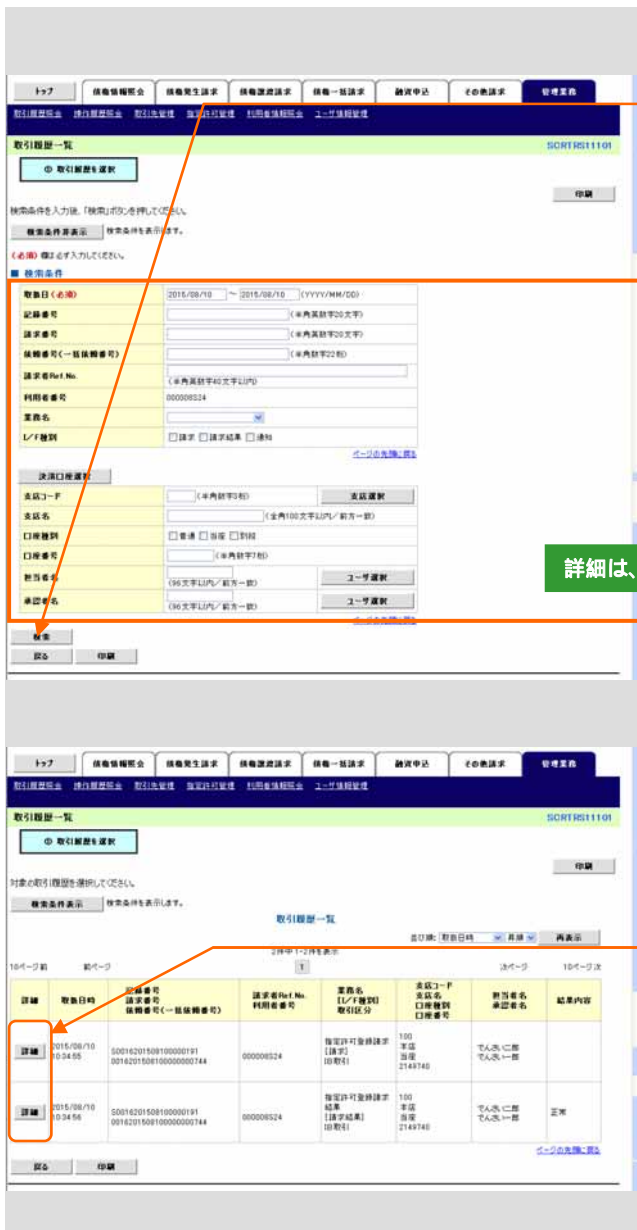 トップ 債権情報照会 債権発生請求 債権譲渡請求 債権一括請求 融資申込 その他請求 管理業務
取引履歴照会 操作履歴照会 取引先管理 指定許可管理 利用者情報照会 ユーザ情報管理
取引履歴一覧 SCRTRS11101
① 取引履歴を選択
印刷
検索条件を入力後、「検索」ボタンを押してください。
検索条件非表示 検索条件を表示します。
(必須) 欄は必ず入力してください。
■ 検索条件
取扱日(必須) 2015/08/10 ~ 2015/08/10 (YYYY/MM/DD)
記録番号 (半角英数字20文字)
請求番号 (半角英数字20文字)
依頼番号(一括依頼番号) (半角数字22桁)
請求者Ref.No.
(半角英数字40文字以内)
利用者番号 000008S24
業務名
I/F種別 請求 請求結果 通知
ページの先頭に戻る
決済口座選択
支店コード (半角数字3桁) 支店選択
支店名 (全角100文字以内/前方一致)
口座種別 普通 当座 別段
口座番号 (半角数字7桁)
担当者名 (96文字以内/前方一致) ユーザ選択
詳細は、
承認者名 (96文字以内/前方一致) ユーザ選択
ページの先頭に戻る
検索
戻る 印刷
トップ 債権情報照会 債権発生請求 債権譲渡請求 債権一括請求 融資申込 その他請求 管理業務
取引履歴照会 操作履歴照会 取引先管理 指定許可管理 利用者情報照会 ユーザ情報管理
取引履歴一覧 SCRTRS11101
① 取引履歴を選択
印刷
対象の取引履歴を選択してください。
検索条件表示 検索条件を表示します。
取引履歴一覧
並び順: 取扱日時 昇順 再表示
2件中 1-2件を表示
10ページ前 前ページ 1 次ページ 10ページ次
詳細 取扱日時 記録番号 請求番号 依頼番号(一括依頼番号) 請求者Ref.No. 利用者番号 業務名 [I/F種別] 取引区分 支店コード 支店名 口座種別 口座番号 担当者名 承認者名 結果内容
詳細 2015/08/10 10:34:55 S0016201508100000191 0016201508100000000744 000008S24 指定許可登録請求 [請求] IB取引 100 本店 当座 2149740 でんさい二郎 でんさい一郎
詳細 2015/08/10 10:34:56 S0016201508100000191 0016201508100000000744 000008S24 指定許可登録請求結果 [請求結果] IB取引 100 本店 当座 2149740 でんさい二郎 でんさい一郎 正常
ページの先頭に戻る
戻る 印刷